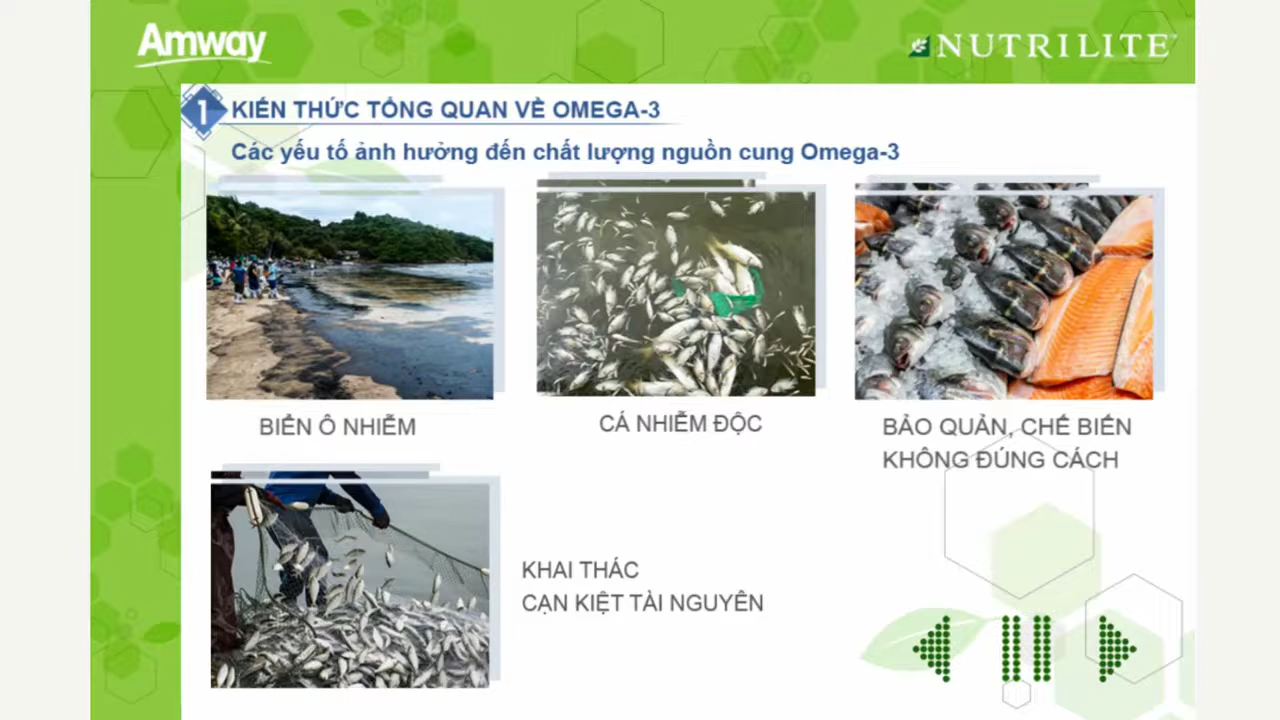 Amway
NUTRILITE
1
KIẾN THỨC TỔNG QUAN VỀ OMEGA-3
Các yếu tố ảnh hưởng đến chất lượng nguồn cung Omega-3
BIỂN Ô NHIỄM
CÁ NHIỄM ĐỘC
BẢO QUẢN, CHẾ BIẾN
KHÔNG ĐÚNG CÁCH
KHAI THÁC
CẠN KIỆT TÀI NGUYÊN